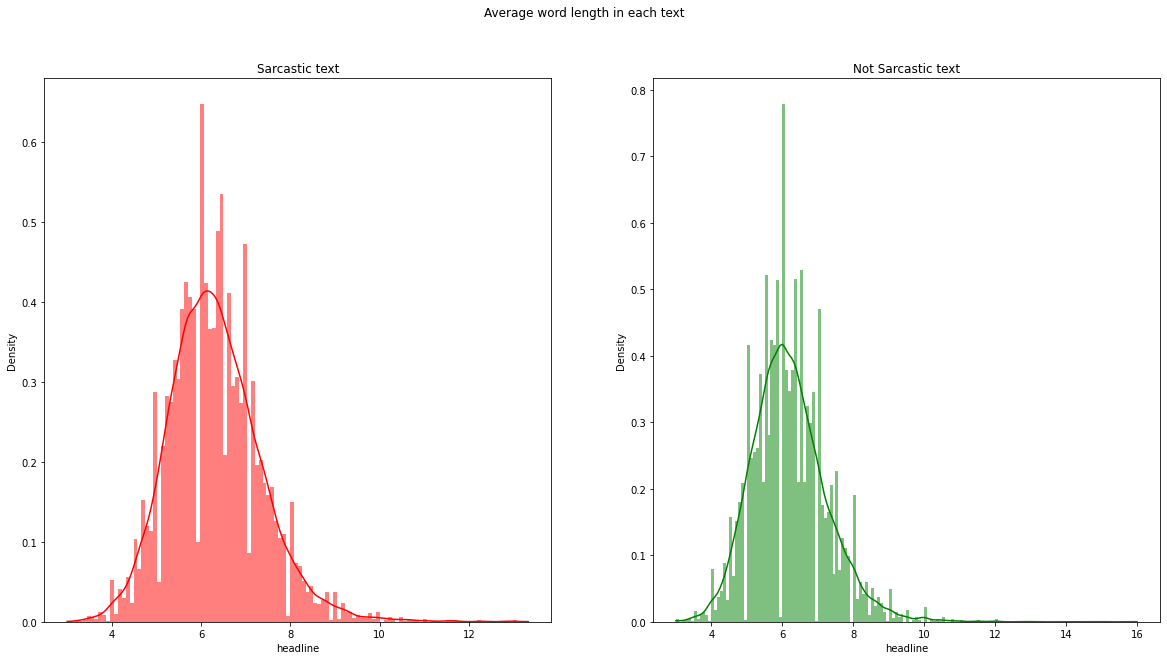 Average word length in each text
Sarcastic text
Density
0.6
0.5
0.4
0.3
0.2
0.1
0.0
4 6 8 10 12
headline
Not Sarcastic text
Density
0.8
0.7
0.6
0.5
0.4
0.3
0.2
0.1
0.0
4 6 8 10 12 14 16
headline